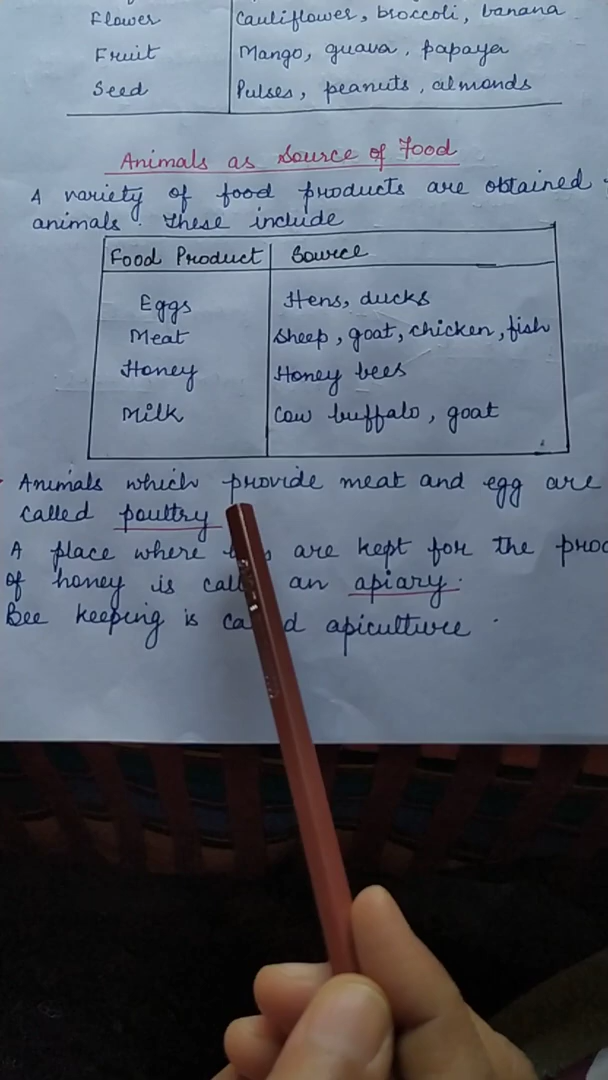 Flower Cauliflower, broccoli, banana
Fruit Mango, guava, papaya
Seed Pulses, peanuts, almonds
Animals as Source of Food
A variety of food products are obtained
animals. These include
Food Product Source
Eggs Hens, ducks
Meat Sheep, goat, chicken, fish
Honey Honey bees
Milk Cow buffalo, goat
Animals which provide meat and egg are
called poultry
A place where are kept for the
of honey is an apiary.
Bee keeping is apiculture.